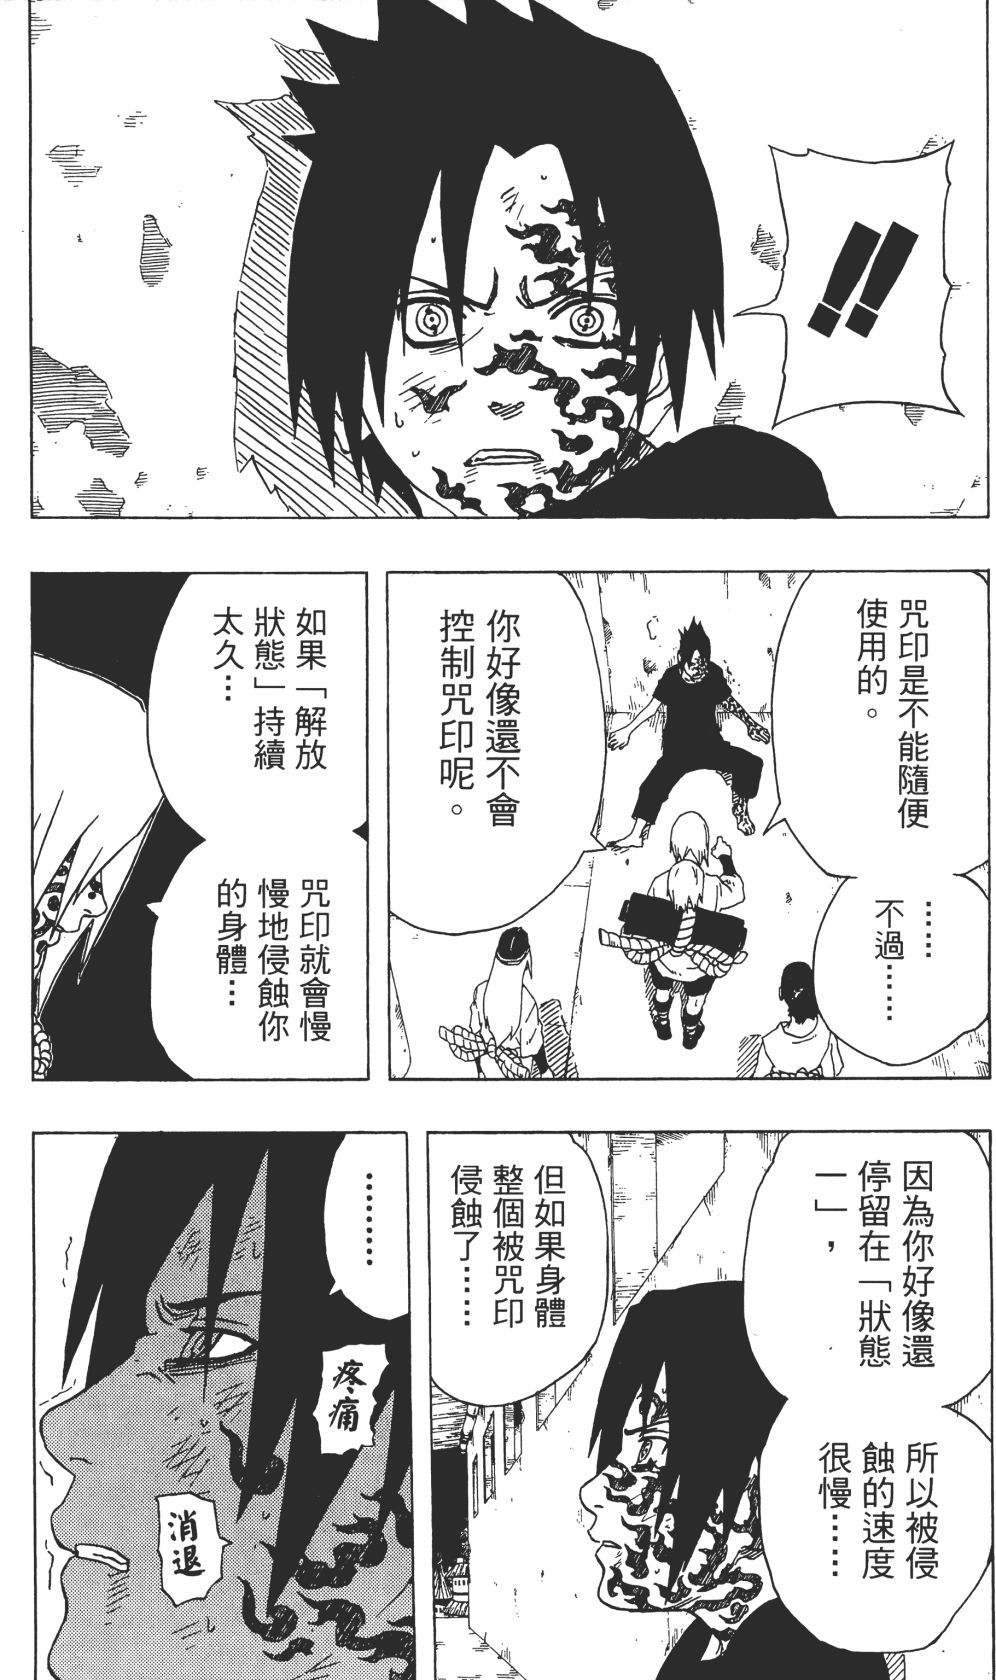 !!
咒印是不能隨便
使用的。
……
不過……
你好像還不會
控制咒印呢。
如果「解放
狀態」持續
太久…
咒印就會慢
慢地侵蝕你
的身體…
因為你好像還
停留在「狀態
一」，
所以被侵
蝕的速度
很慢……
但如果身體
整個被咒印
侵蝕了……
………
疼痛
消退